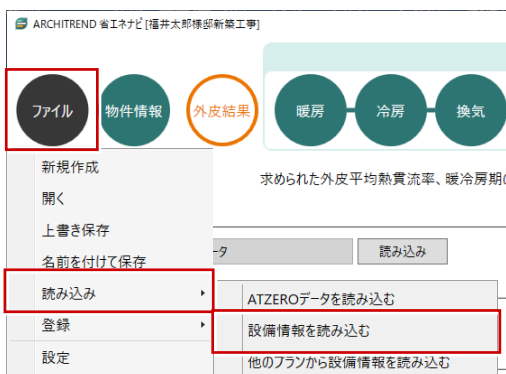 ARCHITREND 省エネナビ [福井太郎様邸新築工事]
ファイル
物件情報
外皮結果
暖房
冷房
換気
新規作成
開く
上書き保存
名前を付けて保存
読み込み
登録
設定
求められた外皮平均熱貫流率、暖冷房期
ータ
読み込み
ATZEROデータを読み込む
設備情報を読み込む
他のプランから設備情報を読み込む